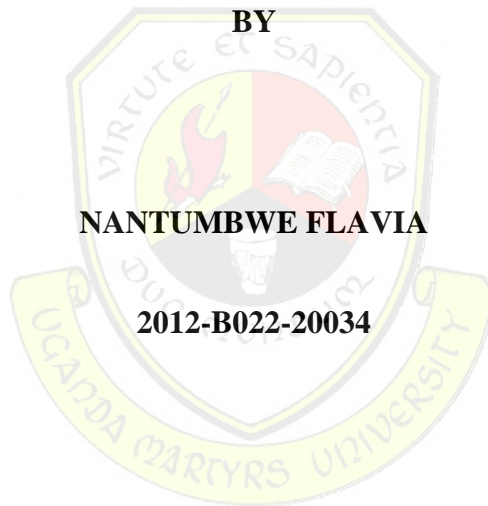 BY
VIRTUTE ET SAPIENTIA
NANTUMBWE FLAVIA
2012-B022-20034
UGANDA MARTYRS UNIVERSITY